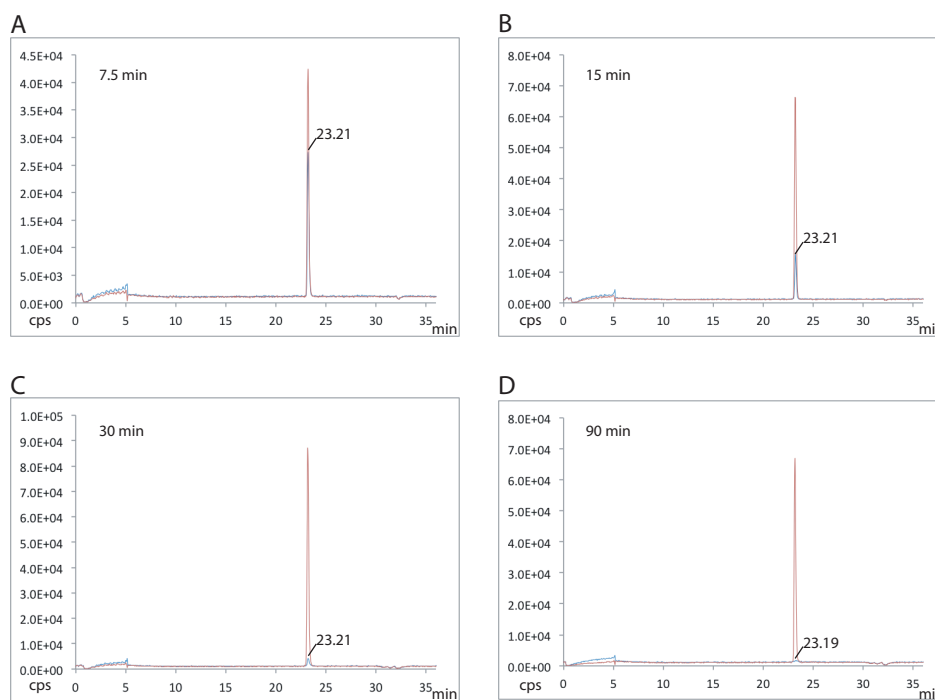 A
4.5E+04
4.0E+04
3.5E+04
3.0E+04
2.5E+04
2.0E+04
1.5E+04
1.0E+04
5.0E+03
0.0E+00
7.5 min
23.21
0 5 10 15 20 25 30 35
cps
min
B
8.0E+04
7.0E+04
6.0E+04
5.0E+04
4.0E+04
3.0E+04
2.0E+04
1.0E+04
0.0E+00
15 min
23.21
0 5 10 15 20 25 30 35
cps
mi
C
1.0E+05
9.0E+04
8.0E+04
7.0E+04
6.0E+04
5.0E+04
4.0E+04
3.0E+04
2.0E+04
1.0E+04
0.0E+00
30 min
23.21
0 5 10 15 20 25 30 35
cps
min
D
8.0E+04
7.0E+04
6.0E+04
5.0E+04
4.0E+04
3.0E+04
2.0E+04
1.0E+04
0.0E+00
90 min
23.19
0 5 10 15 20 25 30 35
cps
mi